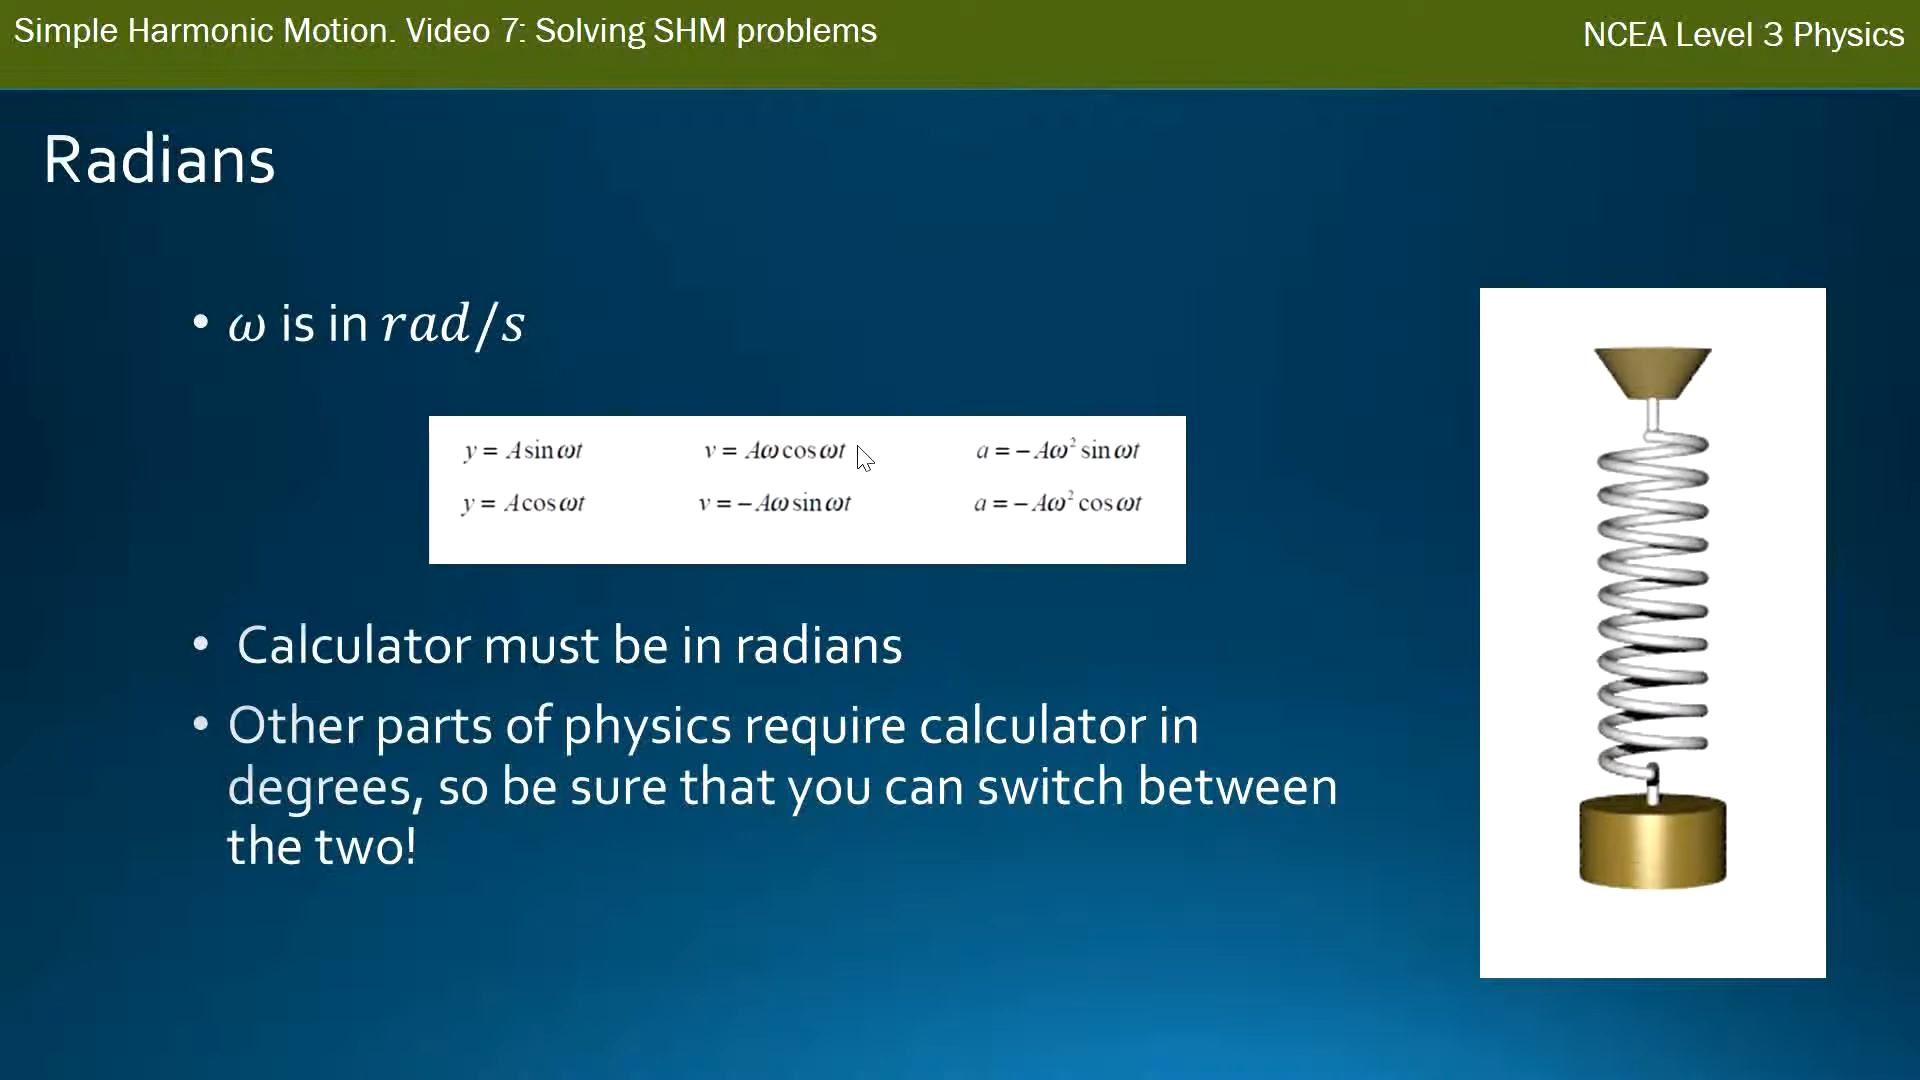 Simple Harmonic Motion. Video 7: Solving SHM problems
NCEA Level 3 Physics
Radians
• ω is in rad/s
y = A sin ωt v = Aω cos ωt a = − Aω² sin ωt
y = A cos ωt v = − Aω sin ωt a = − Aω² cos ωt
• Calculator must be in radians
• Other parts of physics require calculator in
degrees, so be sure that you can switch between
the two!